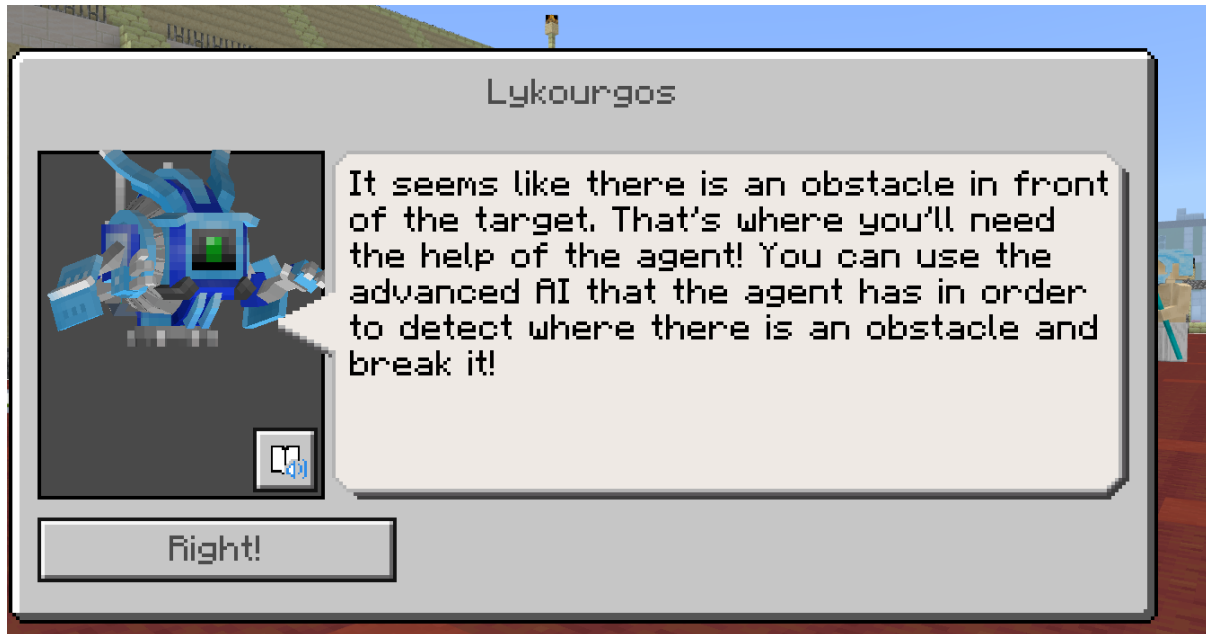 Lykourgos
It seems like there is an obstacle in front
of the target. That's where you'll need
the help of the agent! You can use the
advanced AI that the agent has in order
to detect where there is an obstacle and
break it!
Right!